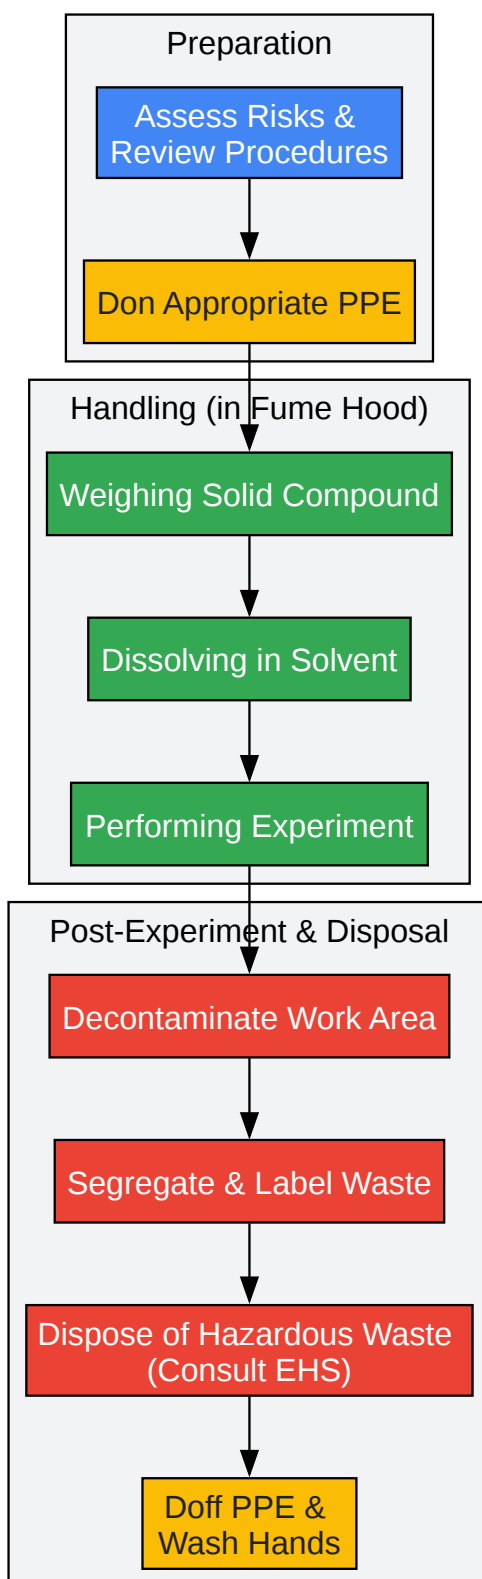 Preparation
Assess Risks &
Review Procedures
Don Appropriate PPE
Handling (in Fume Hood)
Weighing Solid Compound
Dissolving in Solvent
Performing Experiment
Post-Experiment & Disposal
Decontaminate Work Area
Segregate & Label Waste
Dispose of Hazardous Waste
(Consult EHS)
Doff PPE &
Wash Hands